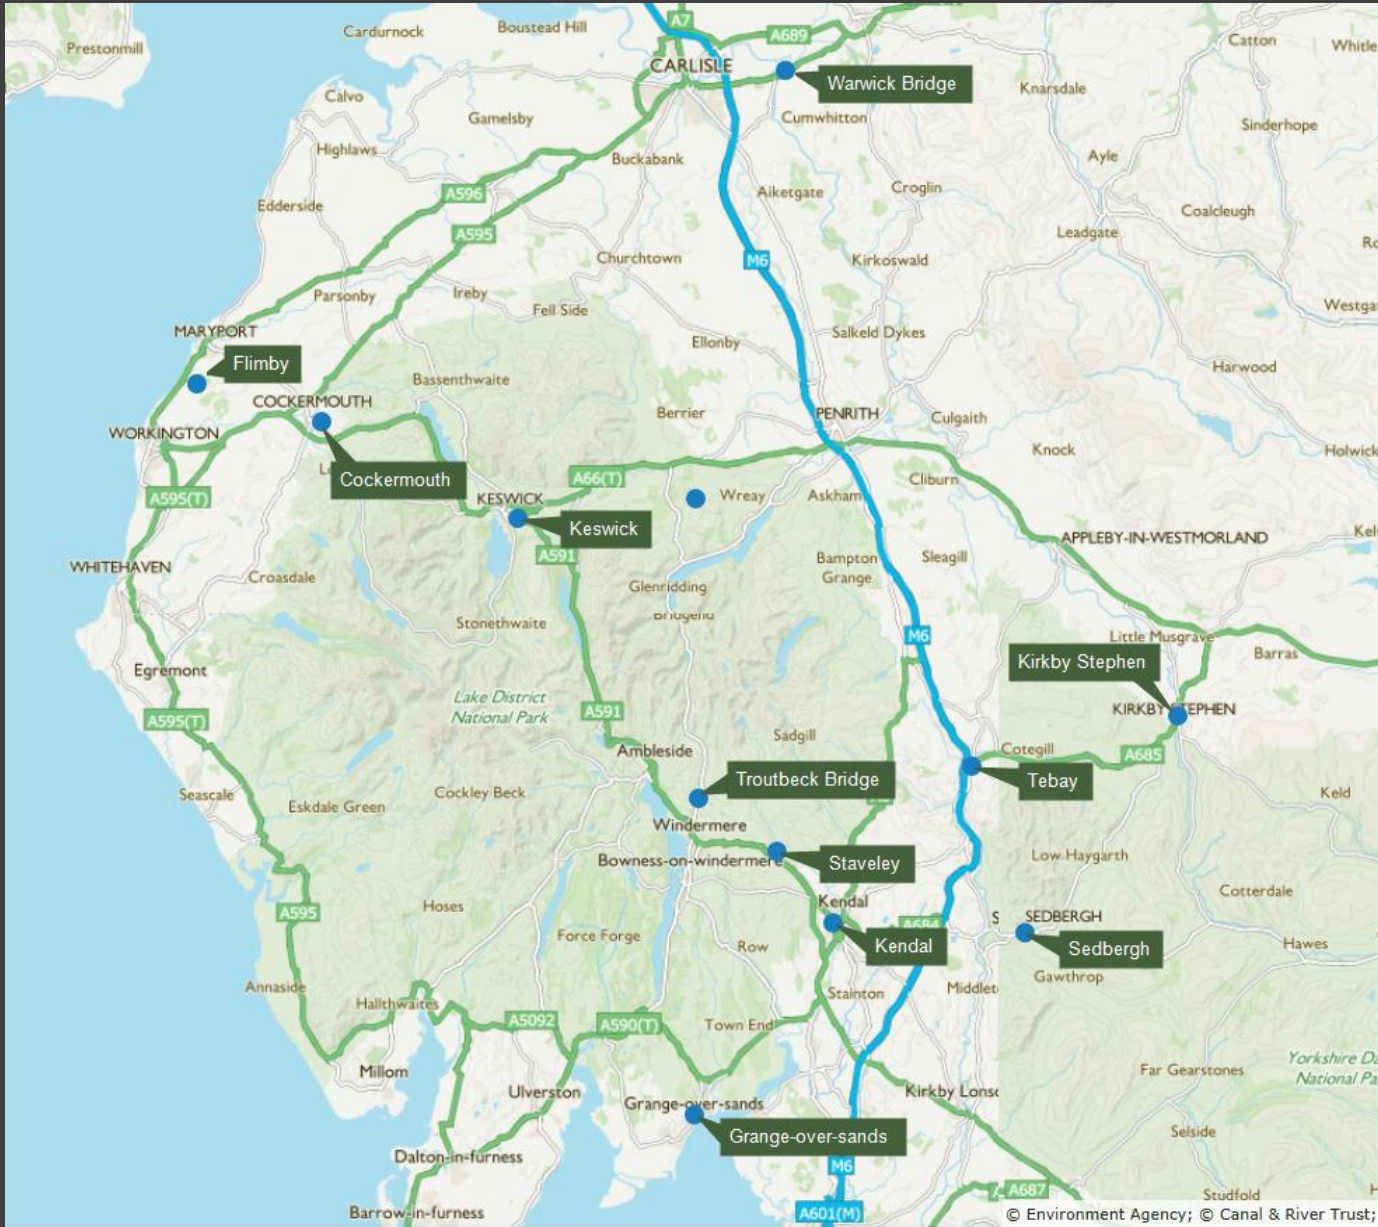 Prestonmill
Cardurnock
Boustead Hill
A7
A689
Catton
CARLISLE
Warwick Bridge
Knarsdale
Calvo
Gamelsby
Cumwhitton
Sinderhope
Highlaws
Buckabank
Ayle
A596
Aiketgate
Croglin
Edderside
Coalcleugh
A595
Leadgate
Churchtown
M6
Kirkoswald
Parsonby
Ireby
Fell Side
MARYPORT
Ellonby
Salkeld Dykes
Flimby
Harwood
Bassenthwaite
COCKERMOUTH
Berrier
PENRITH
Culgaith
WORKINGTON
Knock
Holwick
Cockermouth
A66(T)
Cliburn
A595(T)
KESWICK
Wreay
Askham
Keswick
A591
APPLEBY-IN-WESTMORLAND
WHITEHAVEN
Croasdale
Bampton
Grange
Sleagill
Glenridding
Bridgend
Stonethwaite
M6
Little Musgrave
Barras
Egremont
Kirkby Stephen
Lake District
National Park
A591
KIRKBY STEPHEN
A595(T)
Sadgill
Ambleside
Cotegill
A685
Troutbeck Bridge
Tebay
Seascale
Eskdale Green
Cockley Beck
Keld
Windermere
Bowness-on-windermere
Staveley
Low Haygarth
Cotterdale
A595
Hoses
Kendal
A684
SEDBERGH
Force Forge
Row
Kendal
Sedbergh
Hawes
Gawthrop
Annaside
Hallthwaites
Stainton
A5092
A590(T)
Town End
Millom
Ulverston
Grange-over-sands
Far Gearstones
Grange-over-sands
Selside
Dalton-in-furness
M6
A687
Studfold
Barrow-in-furness
A601(M)
© Environment Agency; © Canal & River Trust;